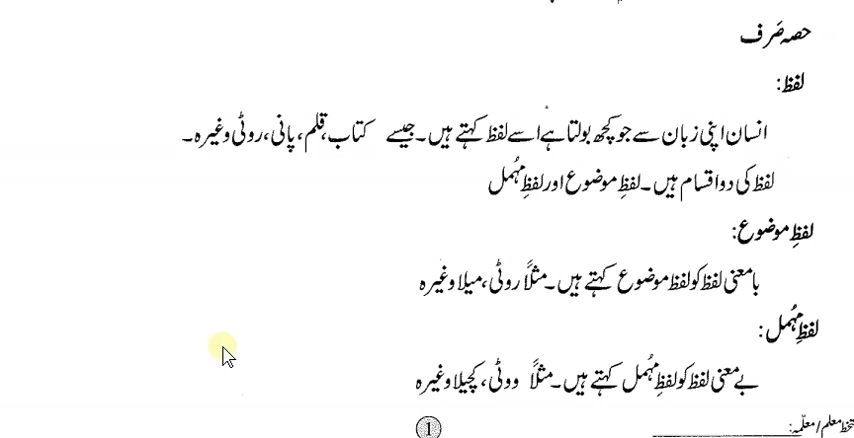 حصہ صَرف
لفظ:
انسان اپنی زبان سے جو کچھ بولتا ہے اسے لفظ کہتے ہیں۔ جیسے کتاب، قلم، پانی، روٹی وغیرہ۔
لفظ کی دو اقسام ہیں۔ لفظِ موضوع اور لفظِ مُہمل
لفظِ موضوع:
بامعنی لفظ کو لفظ موضوع کہتے ہیں۔ مثلاً روٹی، میلا وغیرہ
لفظِ مُہمل:
بے معنی لفظ کو لفظِ مُہمل کہتے ہیں۔ مثلاً ووٹی، کچیلا وغیرہ
معلم/معلّمہ:
1